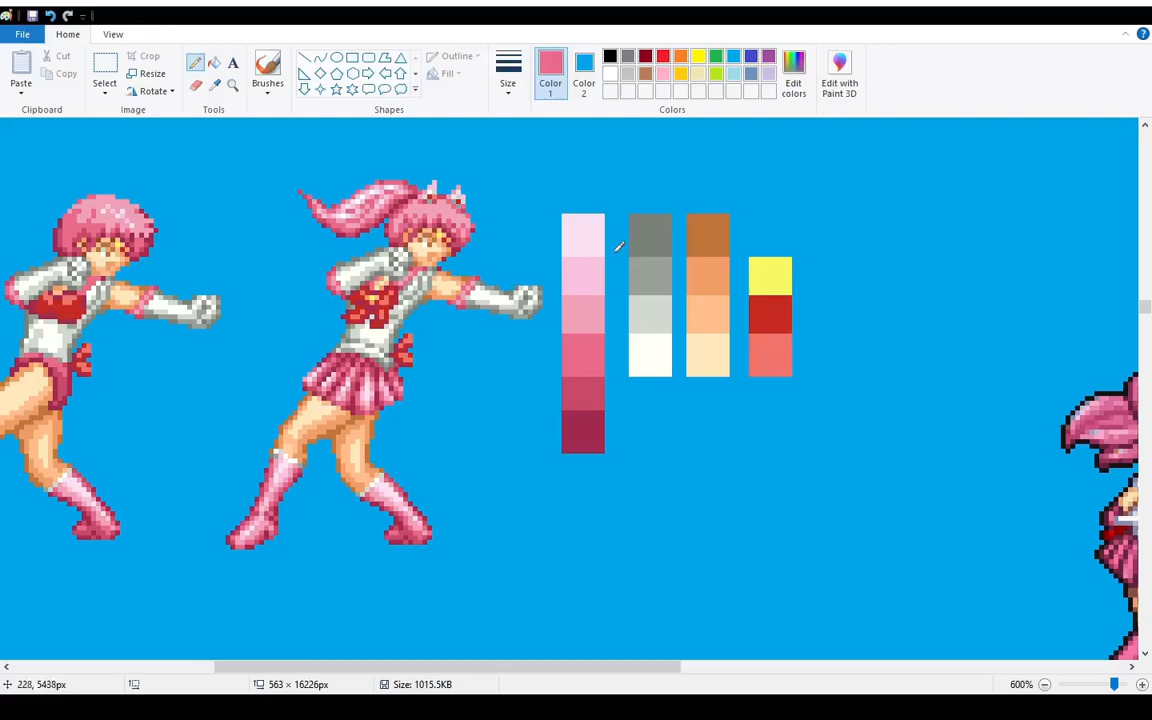 File Home View
Paste
Cut
Copy
Clipboard
Select
Crop
Resize
Rotate
Image
A
Tools
Brushes
Outline
Fill
Shapes
Size
Color 1
Color 2
Edit colors
Colors
Edit with Paint 3D
228, 5438px
563 × 16226px
Size: 1015.5KB
600%